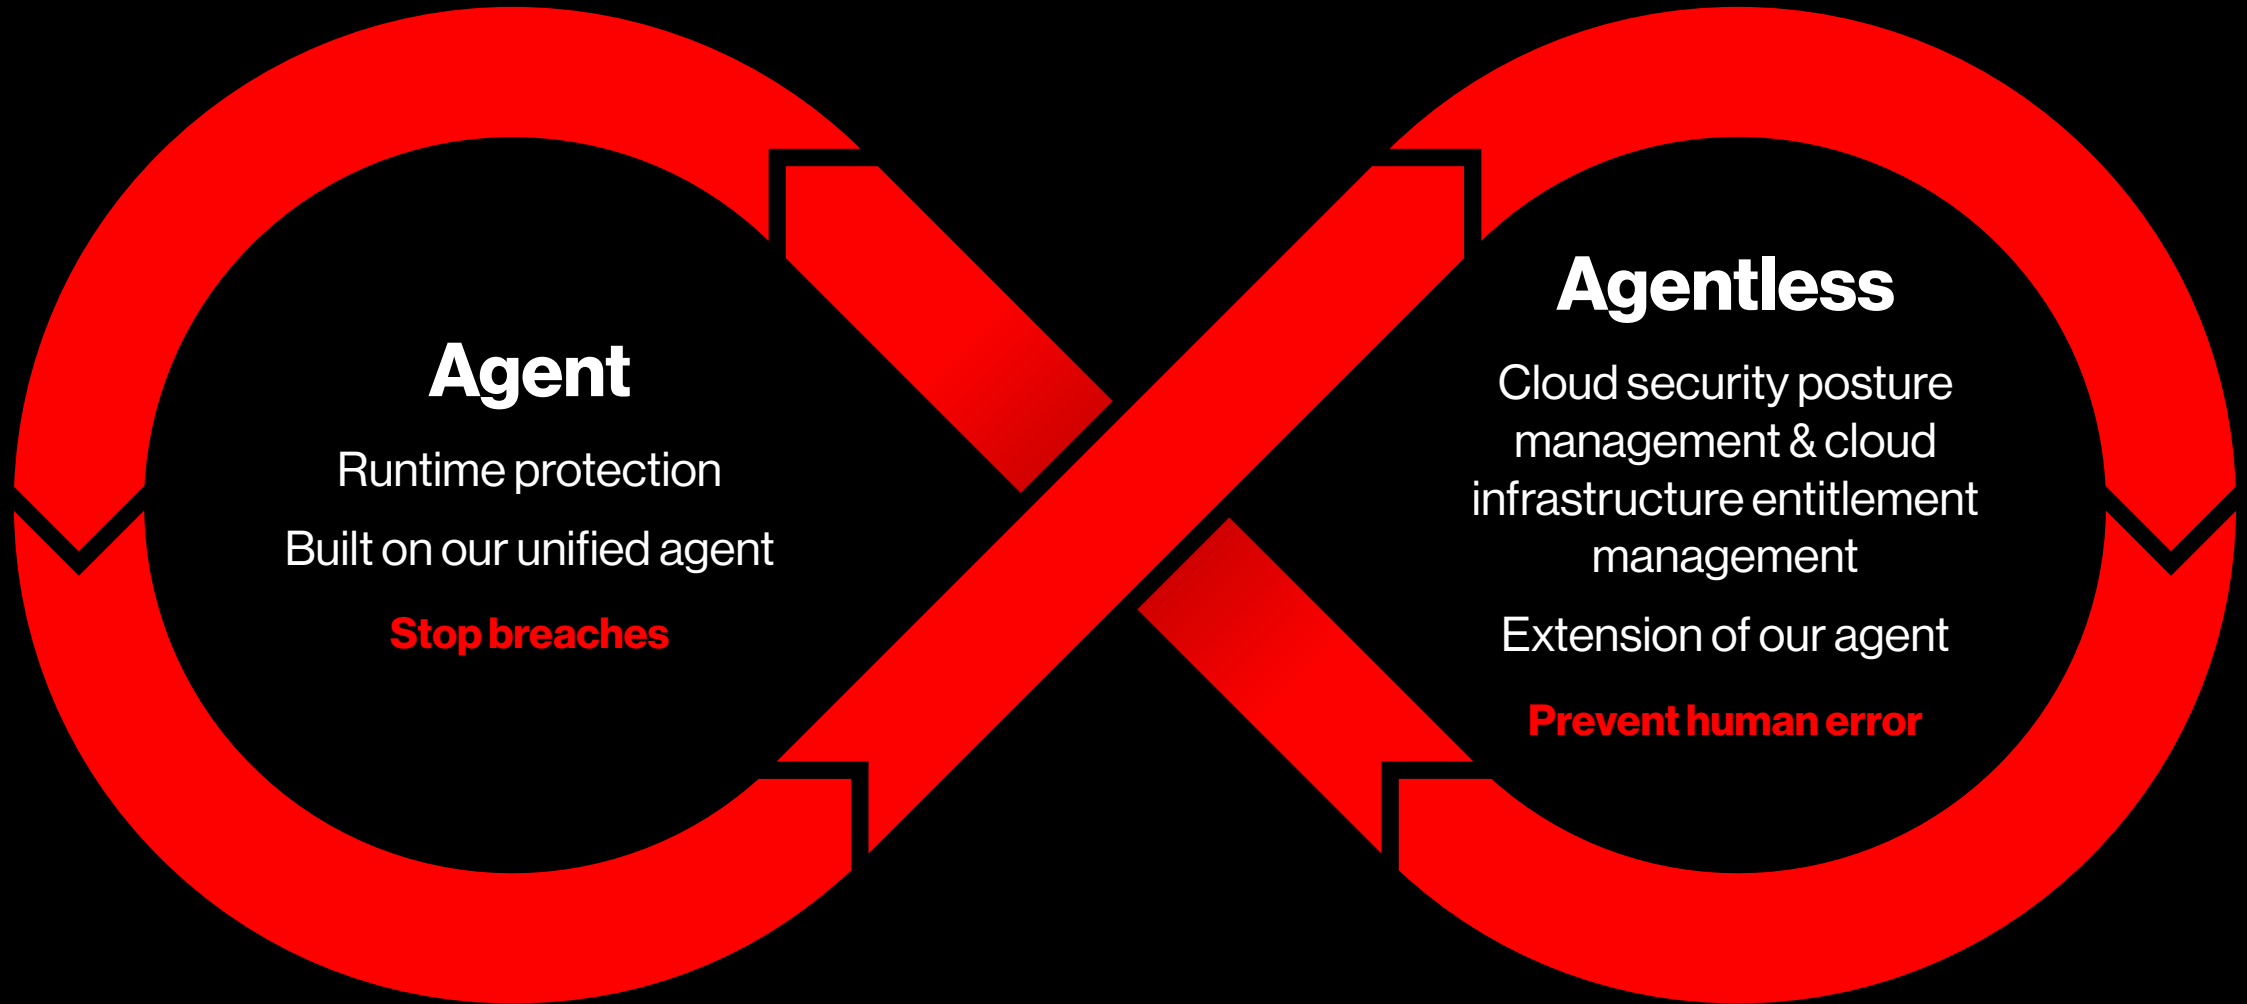 Agent
Runtime protection
Built on our unified agent
Stop breaches
Agentless
Cloud security posture
management & cloud
infrastructure entitlement
management
Extension of our agent
Prevent human error